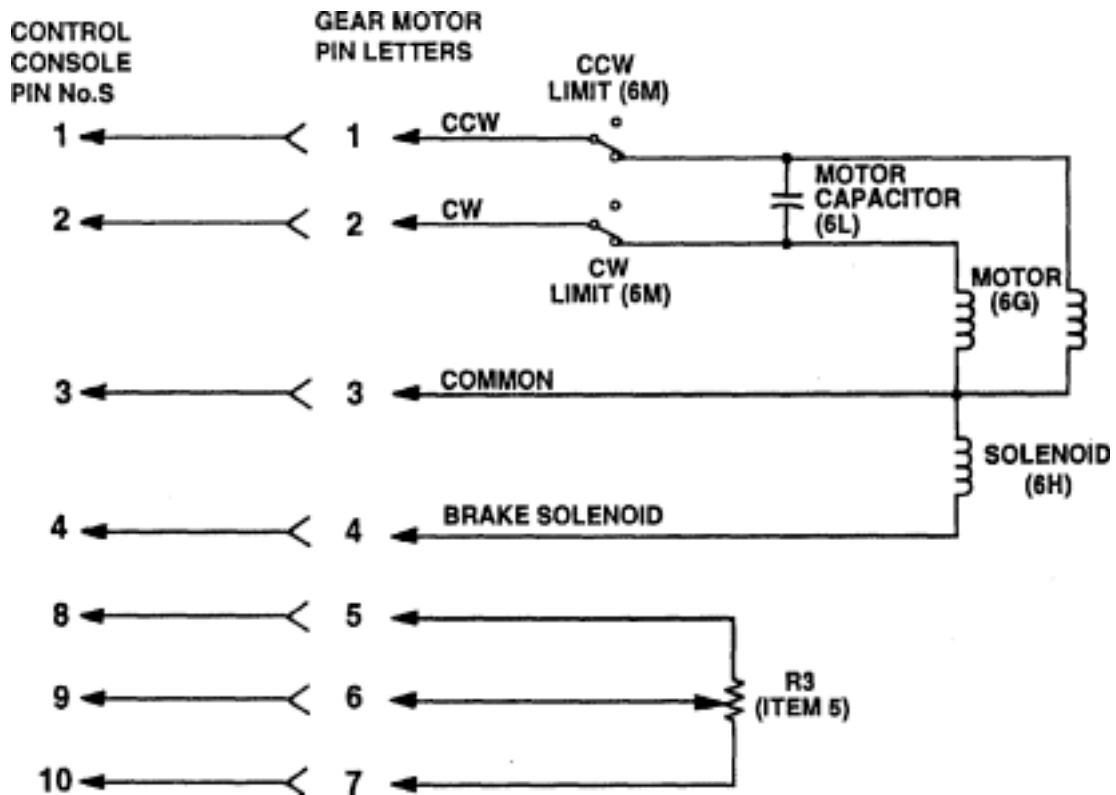 CONTROL
CONSOLE
PIN No.S
GEAR MOTOR
PIN LETTERS
CCW
LIMIT (6M)
1
1
CCW
2
2
CW
CW
LIMIT (6M)
MOTOR
CAPACITOR
(6L)
MOTOR
(6G)
3
3
COMMON
SOLENOID
(6H)
4
4
BRAKE SOLENOID
8
5
9
6
R3
(ITEM 5)
10
7